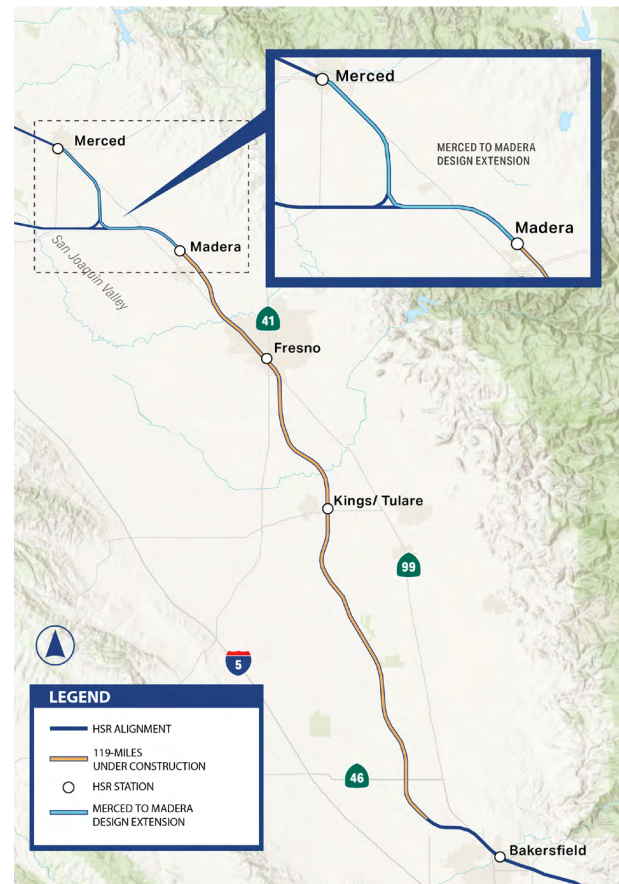 Merced
MERCED TO MADERA
DESIGN EXTENSION
Madera
Merced
Madera
San Joaquin Valley
41
Fresno
Kings/ Tulare
99
5
46
Bakersfield
LEGEND
HSR ALIGNMENT
119-MILES
UNDER CONSTRUCTION
HSR STATION
MERCED TO MADERA
DESIGN EXTENSION